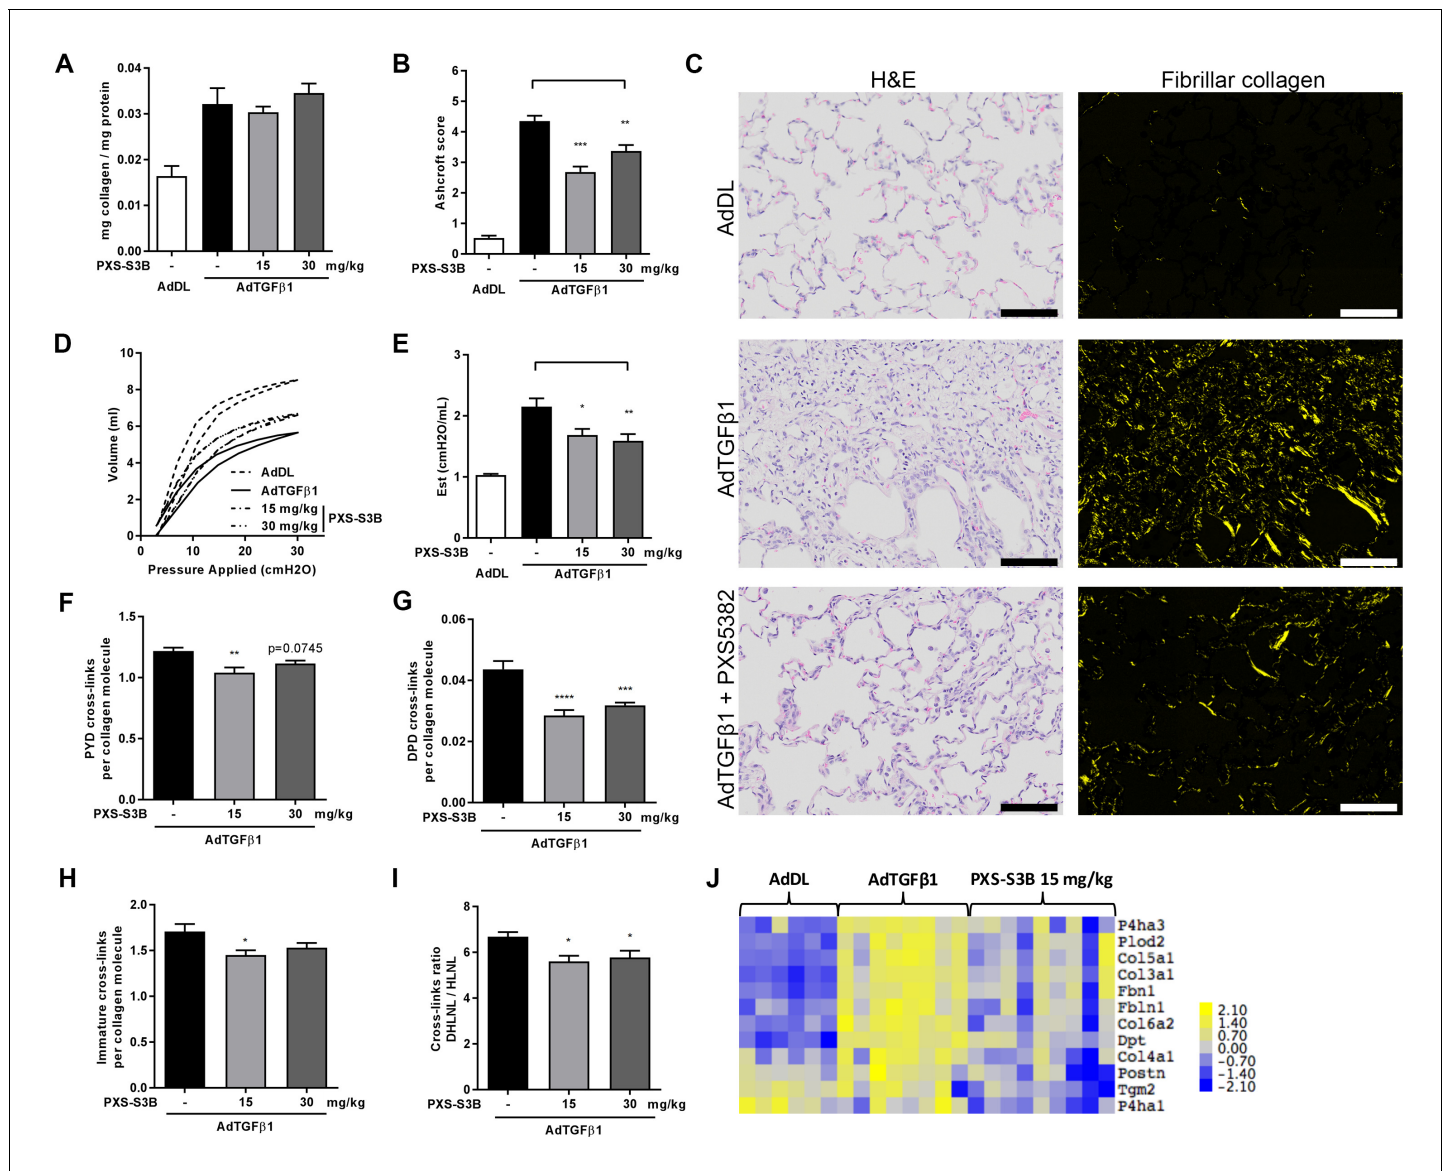 A
mg collagen / mg protein
0.04
0.03
0.02
0.01
0.00
PXS-S3B - - 15 30 mg/kg
AdDL AdTGFβ1
B
Ashcroft score
6
5
4
3
2
1
0
***
**
PXS-S3B - - 15 30 mg/kg
AdDL AdTGFβ1
C
H&E Fibrillar collagen
AdDL
AdTGFβ1
AdTGFβ1 + PXS5382
D
Volume (ml)
10
8
6
4
2
0
0 10 20 30
Pressure Applied (cmH2O)
AdDL
AdTGFβ1
15 mg/kg
30 mg/kg
PXS-S3B
E
Est (cmH2O/mL)
3
2
1
0
*
**
PXS-S3B - - 15 30 mg/kg
AdDL AdTGFβ1
F
PYD cross-links
per collagen molecule
1.5
1.0
0.5
0.0
**
p=0.0745
PXS-S3B - 15 30 mg/kg
AdTGFβ1
G
DPD cross-links
per collagen molecule
0.06
0.04
0.02
0.00
****
***
PXS-S3B - 15 30 mg/kg
AdTGFβ1
H
Immature cross-links
per collagen molecule
2.0
1.5
1.0
0.5
0.0
*
PXS-S3B - 15 30 mg/kg
AdTGFβ1
I
Cross-links ratio
DHLNL / HLNL
8
6
4
2
0
*
*
PXS-S3B - 15 30 mg/kg
AdTGFβ1
J
AdDL AdTGFβ1 PXS-S3B 15 mg/kg
P4ha3
Plod2
Col5a1
Col3a1
Fbn1
Fbln1
Col6a2
Dpt
Col4a1
Postn
Tgm2
P4ha1
2.10
1.40
0.70
0.00
-0.70
-1.40
-2.10